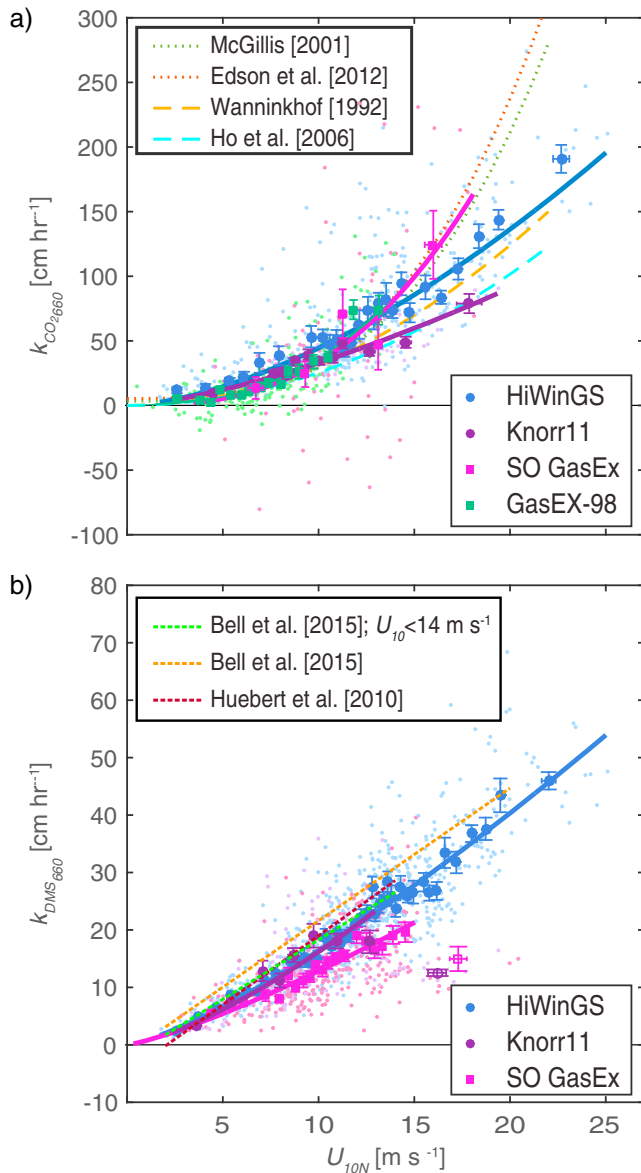 a)
300
250
200
150
100
50
0
-50
-100
k_CO₂660 [cm hr⁻¹]
McGillis [2001]
Edson et al. [2012]
Wanninkhof [1992]
Ho et al. [2006]
HiWinGS
Knorr11
SO GasEx
GasEX-98
b)
80
70
60
50
40
30
20
10
0
-10
k_DMS660 [cm hr⁻¹]
Bell et al. [2015]; U₁₀<14 m s⁻¹
Bell et al. [2015]
Huebert et al. [2010]
HiWinGS
Knorr11
SO GasEx
5 10 15 20 25
U₁₀N [m s⁻¹]